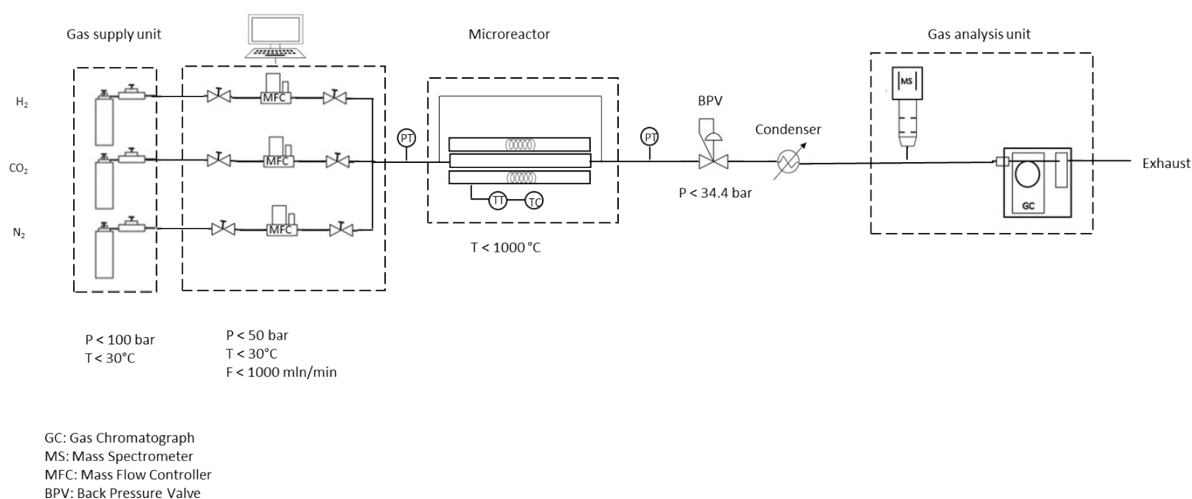 Gas supply unit
Microreactor
Gas analysis unit
H₂
MFC
MS
BPV
PT
PT
Condenser
CO₂
MFC
Exhaust
P < 34.4 bar
TT
TC
GC
N₂
MFC
T < 1000 °C
P < 100 bar
T < 30°C
P < 50 bar
T < 30°C
F < 1000 mln/min
GC: Gas Chromatograph
MS: Mass Spectrometer
MFC: Mass Flow Controller
BPV: Back Pressure Valve